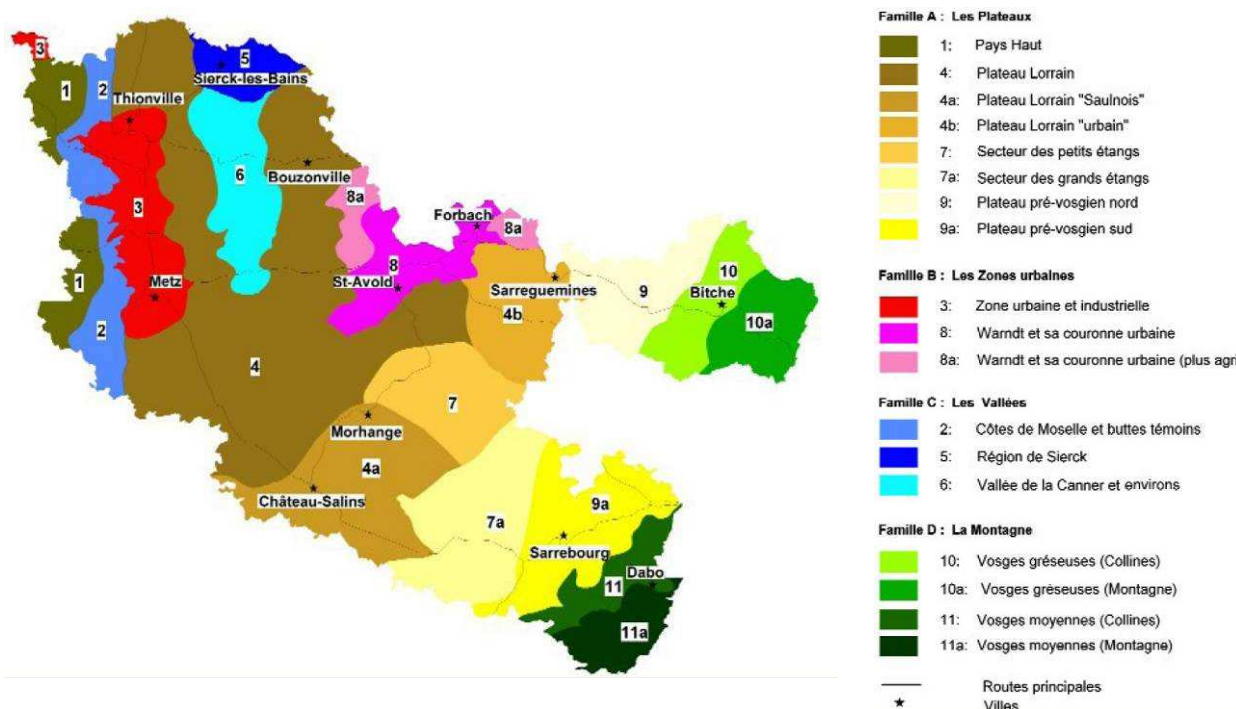 3
1
2
Thionville
5
Sierck-les-Bains
6
Bouzonville
8a
3
Forbach
8a
8
St-Avold
Metz
1
2
Sarreguemines
4b
9
10
Bitche
10a
4
7
Morhange
4a
Château-Salins
7a
9a
Sarrebourg
Dabo
11
11a
Famille A : Les Plateaux
1: Pays Haut
4: Plateau Lorrain
4a: Plateau Lorrain "Saulnois"
4b: Plateau Lorrain "urbain"
7: Secteur des petits étangs
7a: Secteur des grands étangs
9: Plateau pré-vosgien nord
9a: Plateau pré-vosgien sud
Famille B : Les Zones urbaines
3: Zone urbaine et industrielle
8: Warndt et sa couronne urbaine
8a: Warndt et sa couronne urbaine (plus agri
Famille C : Les Vallées
2: Côtes de Moselle et buttes témoins
5: Région de Sierck
6: Vallée de la Canner et environs
Famille D : La Montagne
10: Vosges gréseuses (Collines)
10a: Vosges gréseuses (Montagne)
11: Vosges moyennes (Collines)
11a: Vosges moyennes (Montagne)
Routes principales
Villes